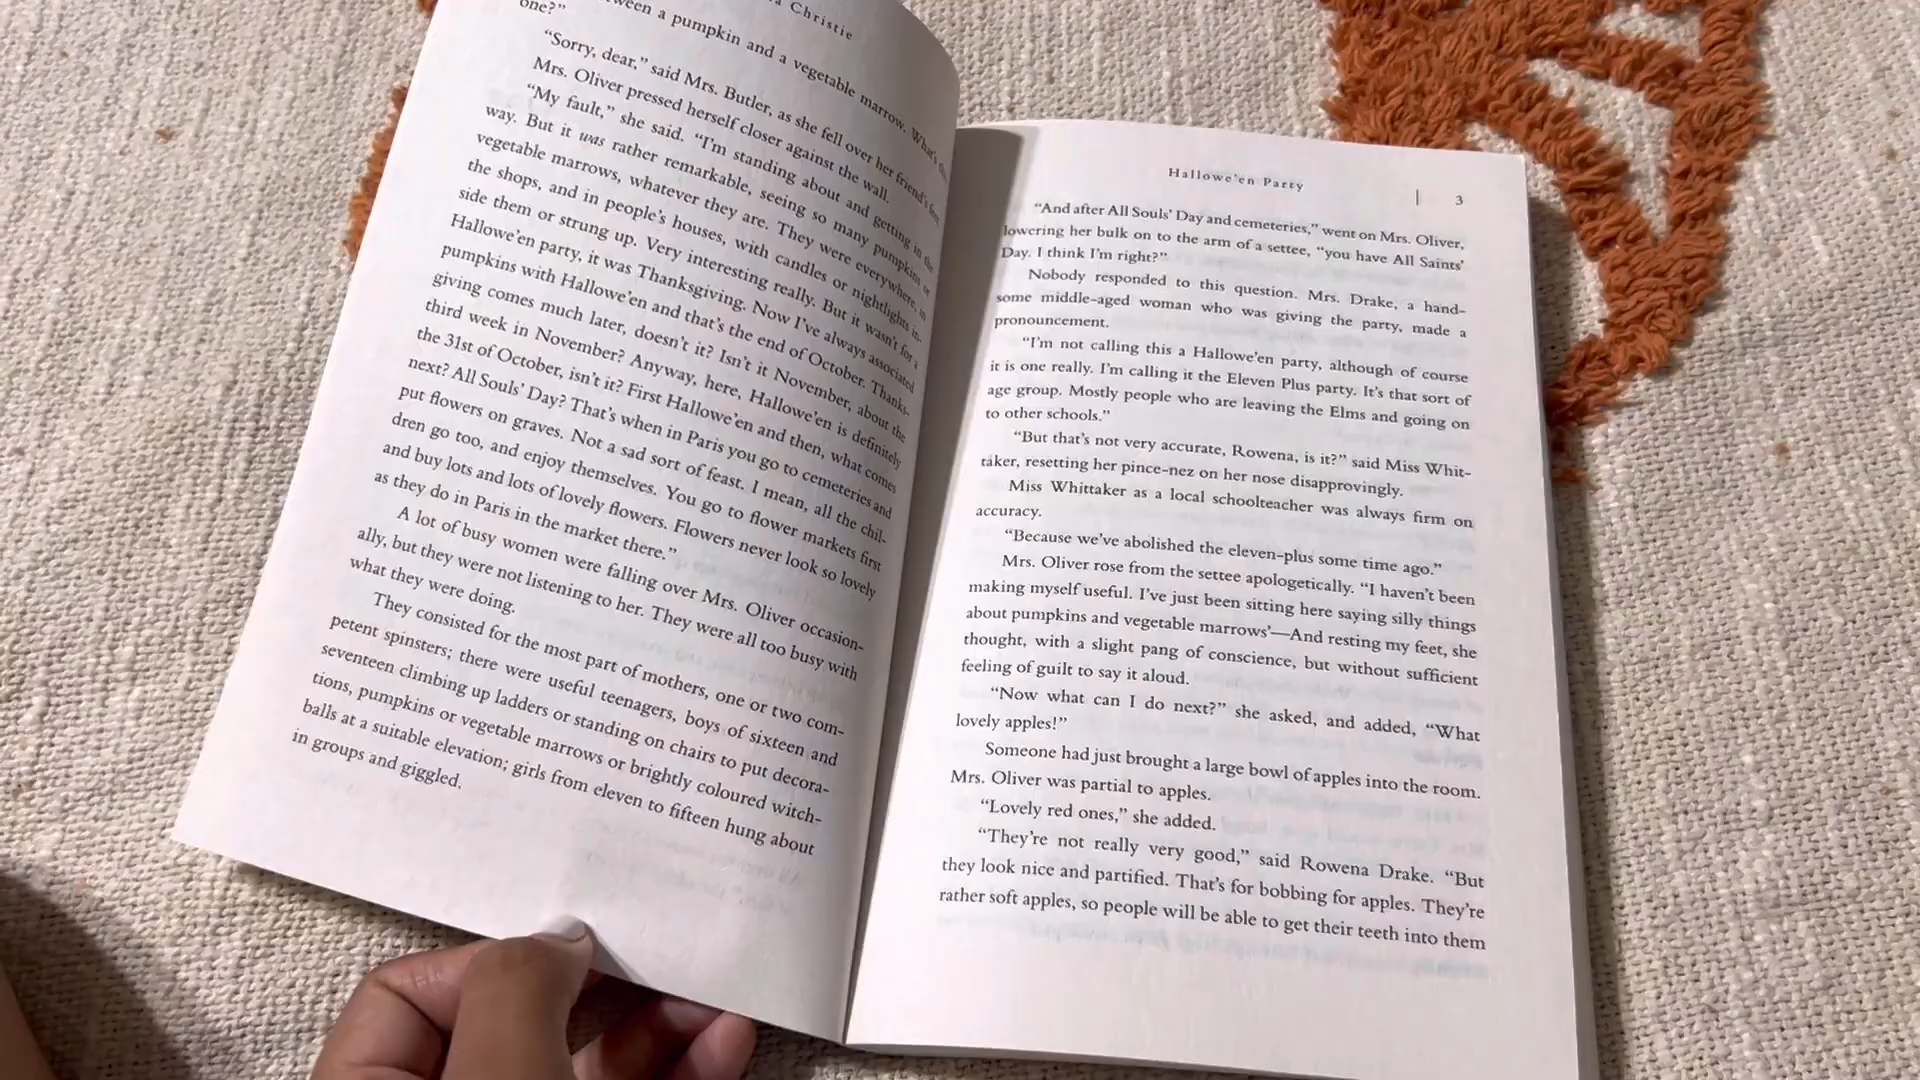 Christie
between a pumpkin and a vegetable marrow. What's this
one?"
"Sorry, dear," said Mrs. Butler, as she fell over her friend's feet.
Mrs. Oliver pressed herself closer against the wall.
"My fault," she said. "I'm standing about and getting in the
way. But it was rather remarkable, seeing so many pumpkins or
vegetable marrows, whatever they are. They were everywhere, in
the shops, and in people's houses, with candles or nightlights in-
side them or strung up. Very interesting really. But it wasn't for a
Hallowe'en party, it was Thanksgiving. Now I've always associated
pumpkins with Hallowe'en and that's the end of October. Thanks-
giving comes much later, doesn't it? Isn't it November, about the
third week in November? Anyway, here, Hallowe'en is definitely
the 31st of October, isn't it? First Hallowe'en and then, what comes
next? All Souls' Day? That's when in Paris you go to cemeteries and
put flowers on graves. Not a sad sort of feast. I mean, all the chil-
dren go too, and enjoy themselves. You go to flower markets first
and buy lots and lots of lovely flowers. Flowers never look so lovely
as they do in Paris in the market there."
A lot of busy women were falling over Mrs. Oliver occasion-
ally, but they were not listening to her. They were all too busy with
what they were doing.
They consisted for the most part of mothers, one or two com-
petent spinsters; there were useful teenagers, boys of sixteen and
seventeen climbing up ladders or standing on chairs to put decora-
tions, pumpkins or vegetable marrows or brightly coloured witch-
balls at a suitable elevation; girls from eleven to fifteen hung about
in groups and giggled.
Hallowe'en Party | 3
"And after All Souls' Day and cemeteries," went on Mrs. Oliver,
lowering her bulk on to the arm of a settee, "you have All Saints'
Day. I think I'm right?"
Nobody responded to this question. Mrs. Drake, a hand-
some middle-aged woman who was giving the party, made a
pronouncement.
"I'm not calling this a Hallowe'en party, although of course
it is one really. I'm calling it the Eleven Plus party. It's that sort of
age group. Mostly people who are leaving the Elms and going on
to other schools."
"But that's not very accurate, Rowena, is it?" said Miss Whit-
taker, resetting her pince-nez on her nose disapprovingly.
Miss Whittaker as a local schoolteacher was always firm on
accuracy.
"Because we've abolished the eleven-plus some time ago."
Mrs. Oliver rose from the settee apologetically. "I haven't been
making myself useful. I've just been sitting here saying silly things
about pumpkins and vegetable marrows'—And resting my feet, she
thought, with a slight pang of conscience, but without sufficient
feeling of guilt to say it aloud.
"Now what can I do next?" she asked, and added, "What
lovely apples!"
Someone had just brought a large bowl of apples into the room.
Mrs. Oliver was partial to apples.
"Lovely red ones," she added.
"They're not really very good," said Rowena Drake. "But
they look nice and partified. That's for bobbing for apples. They're
rather soft apples, so people will be able to get their teeth into them